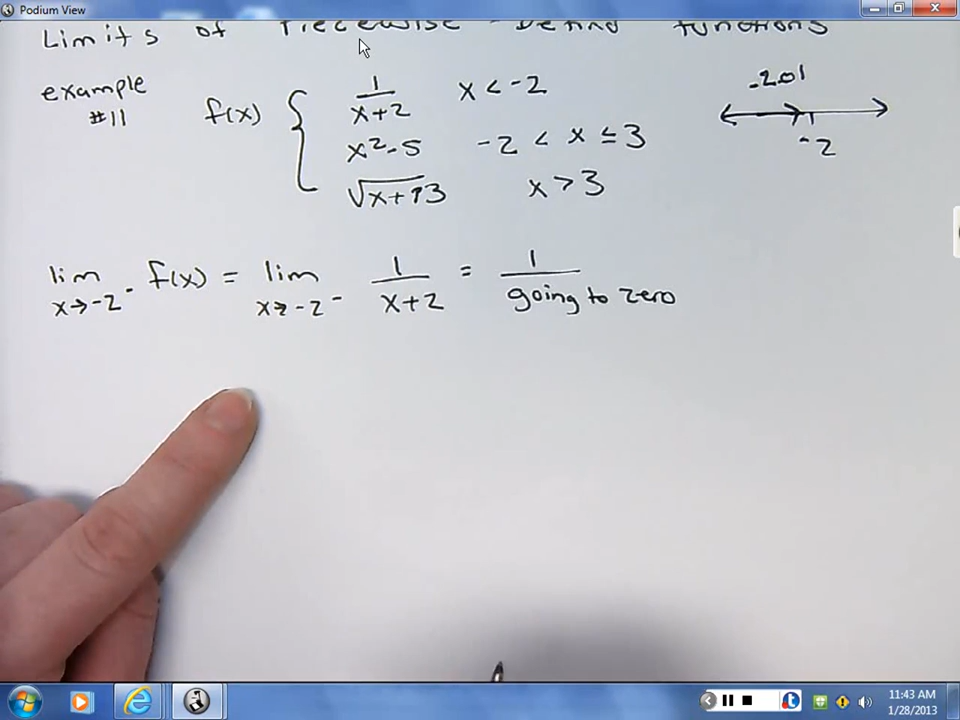 Podium View
Limits of Piecewise - Define functions
example
#11
f(x) { 1/(x+2) x < -2
x² - 5 -2 < x ≤ 3
√(x+13) x > 3
-2.01
-2
lim x→-2⁻ f(x) = lim x→-2⁻ 1/(x+2) = 1/going to zero
11:43 AM
1/28/2013